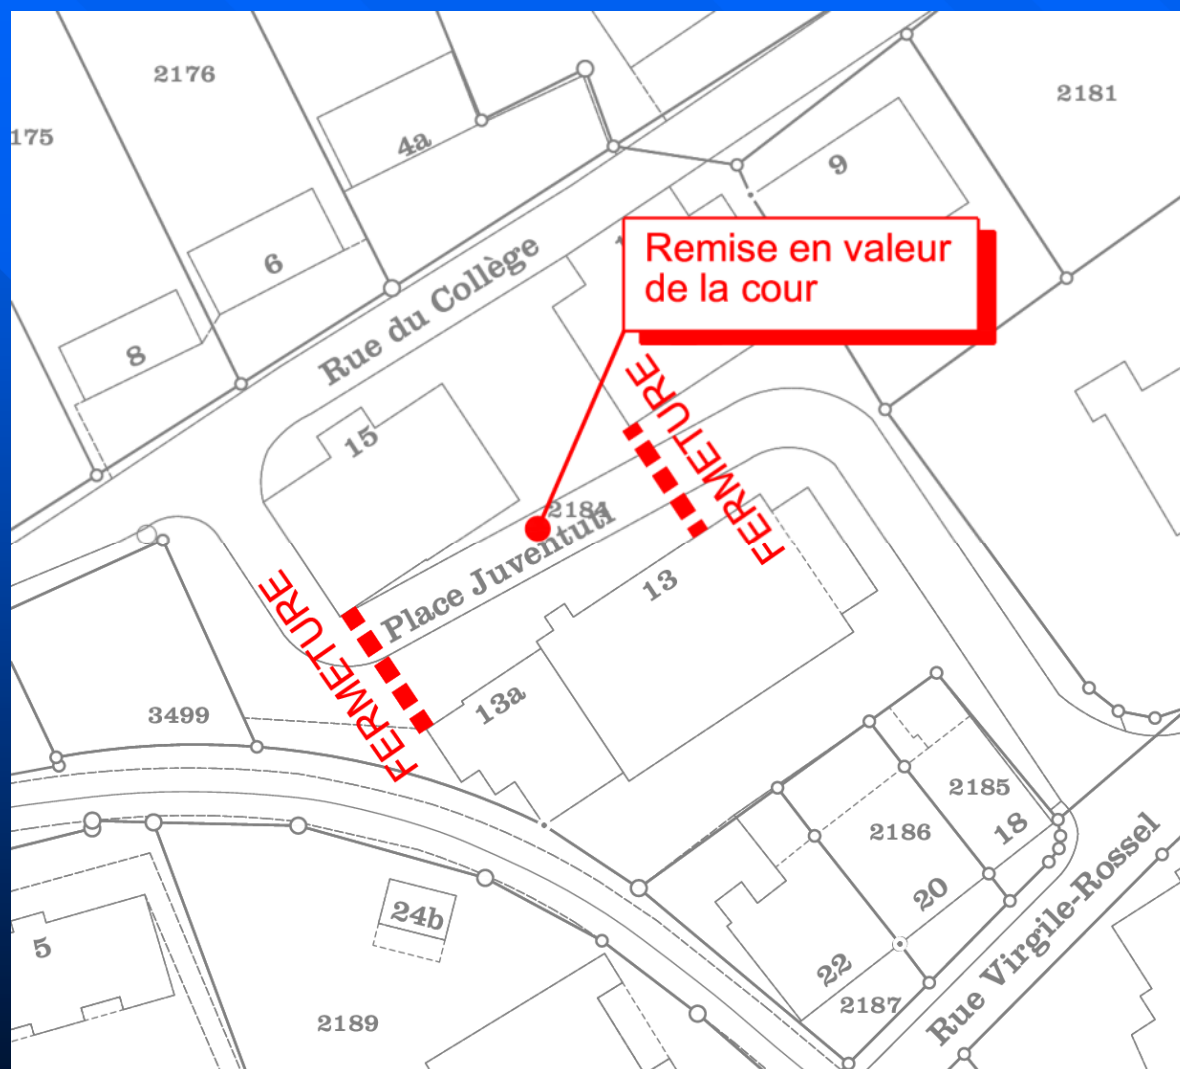 2176
175
4a
2181
9
6
Rue du Collège
Remise en valeur
de la cour
8
15
FERMETURE
2184
Place Juventuti
13
FERMETURE
13a
3499
2185
2186
18
20
22
2187
Rue Virgile-Rossel
24b
5
2189